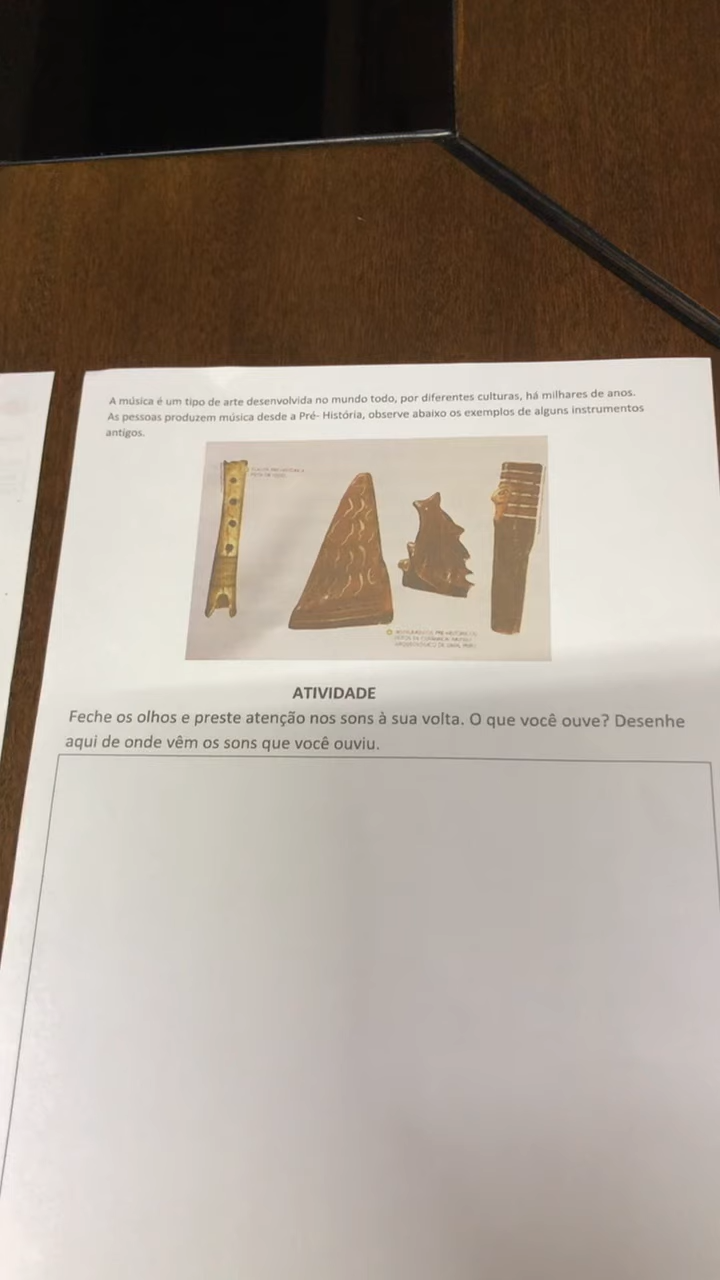 A música é um tipo de arte desenvolvida no mundo todo, por diferentes culturas, há milhares de anos.
As pessoas produzem música desde a Pré- História, observe abaixo os exemplos de alguns instrumentos
antigos.
ATIVIDADE
Feche os olhos e preste atenção nos sons à sua volta. O que você ouve? Desenhe
aqui de onde vêm os sons que você ouviu.